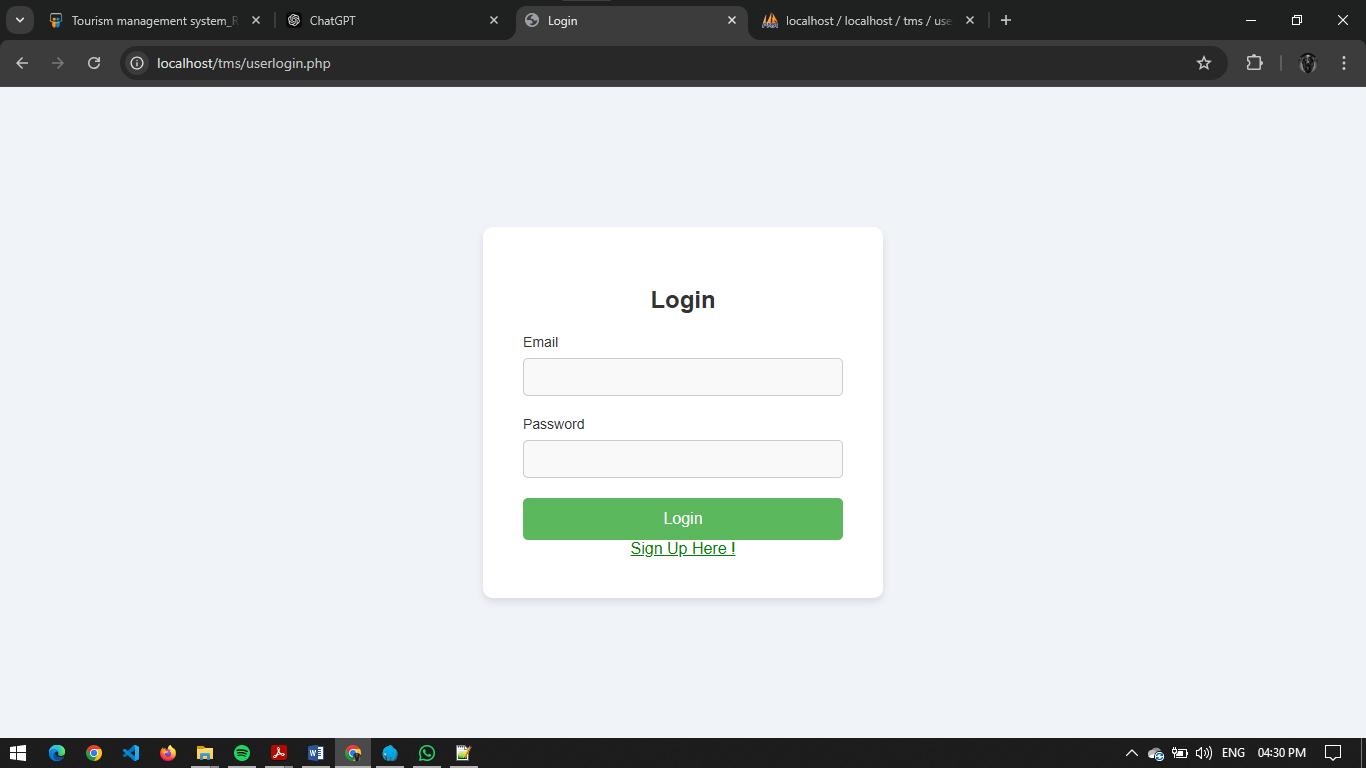 Tourism management system_R
ChatGPT
Login
localhost / localhost / tms / use
localhost/tms/userlogin.php
Login
Email
Password
Login
Sign Up Here !
ENG
04:30 PM